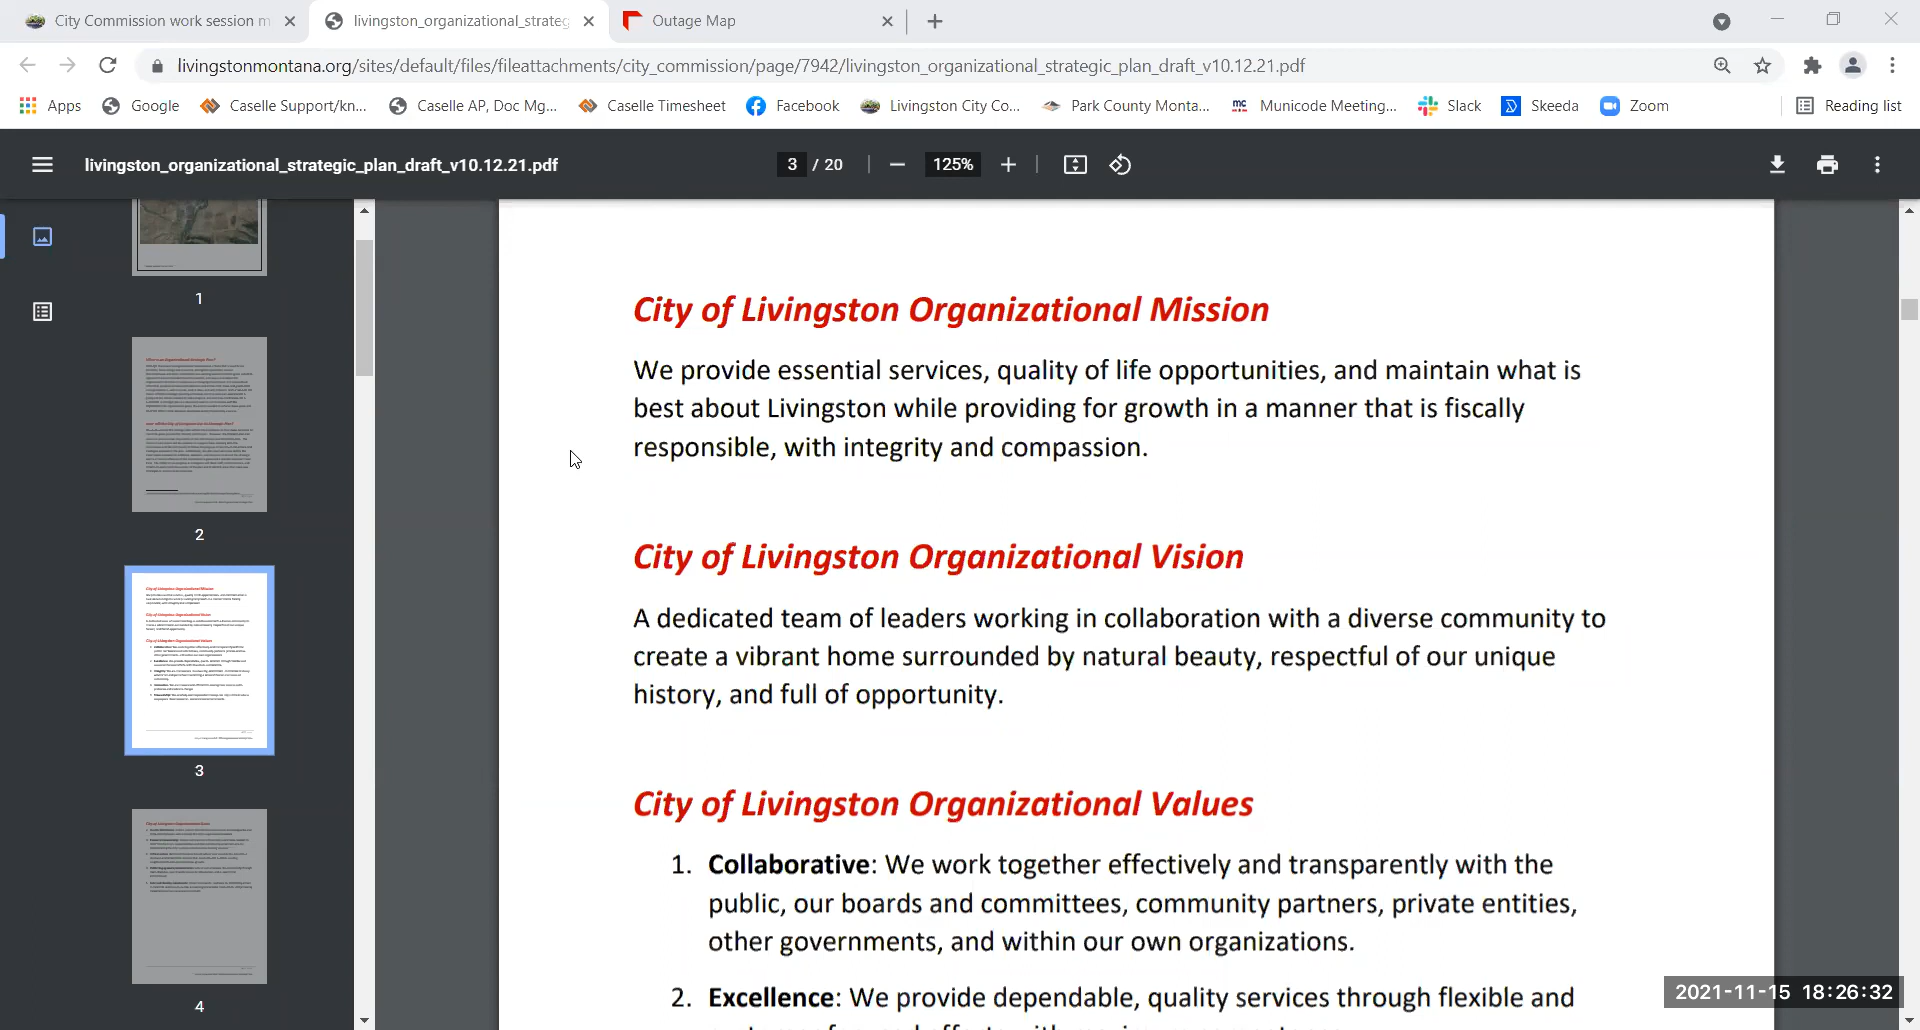 City Commission work session m
livingston_organizational_strateg
Outage Map
livingstonmontana.org/sites/default/files/fileattachments/city_commission/page/7942/livingston_organizational_strategic_plan_draft_v10.12.21.pdf
Apps
Google
Caselle Support/kn...
Caselle AP, Doc Mg...
Caselle Timesheet
Facebook
Livingston City Co...
Park County Monta...
mc Municode Meeting...
Slack
Skeeda
Zoom
Reading list
livingston_organizational_strategic_plan_draft_v10.12.21.pdf
3 / 20
125%
1
2
3
4
City of Livingston Organizational Mission
We provide essential services, quality of life opportunities, and maintain what is
best about Livingston while providing for growth in a manner that is fiscally
responsible, with integrity and compassion.
City of Livingston Organizational Vision
A dedicated team of leaders working in collaboration with a diverse community to
create a vibrant home surrounded by natural beauty, respectful of our unique
history, and full of opportunity.
City of Livingston Organizational Values
1. Collaborative: We work together effectively and transparently with the
public, our boards and committees, community partners, private entities,
other governments, and within our own organizations.
2. Excellence: We provide dependable, quality services through flexible and
2021-11-15 18:26:32